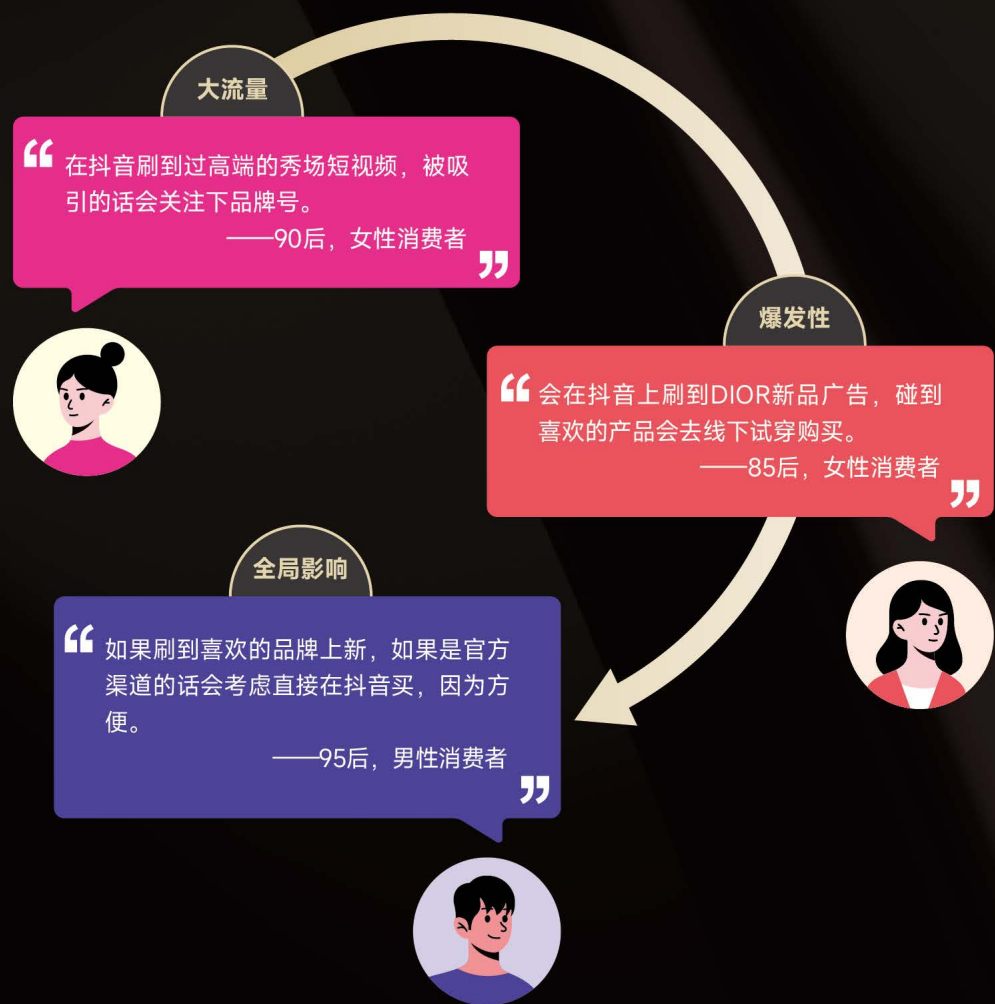 大流量
“在抖音刷到过高端的秀场短视频，被吸
引的话会关注下品牌号。
——90后，女性消费者”
爆发性
“会在抖音上刷到DIOR新品广告，碰到
喜欢的产品会去线下试穿购买。
——85后，女性消费者”
全局影响
“如果刷到喜欢的品牌上新，如果是官方
渠道的话会考虑直接在抖音买，因为方
便。
——95后，男性消费者”